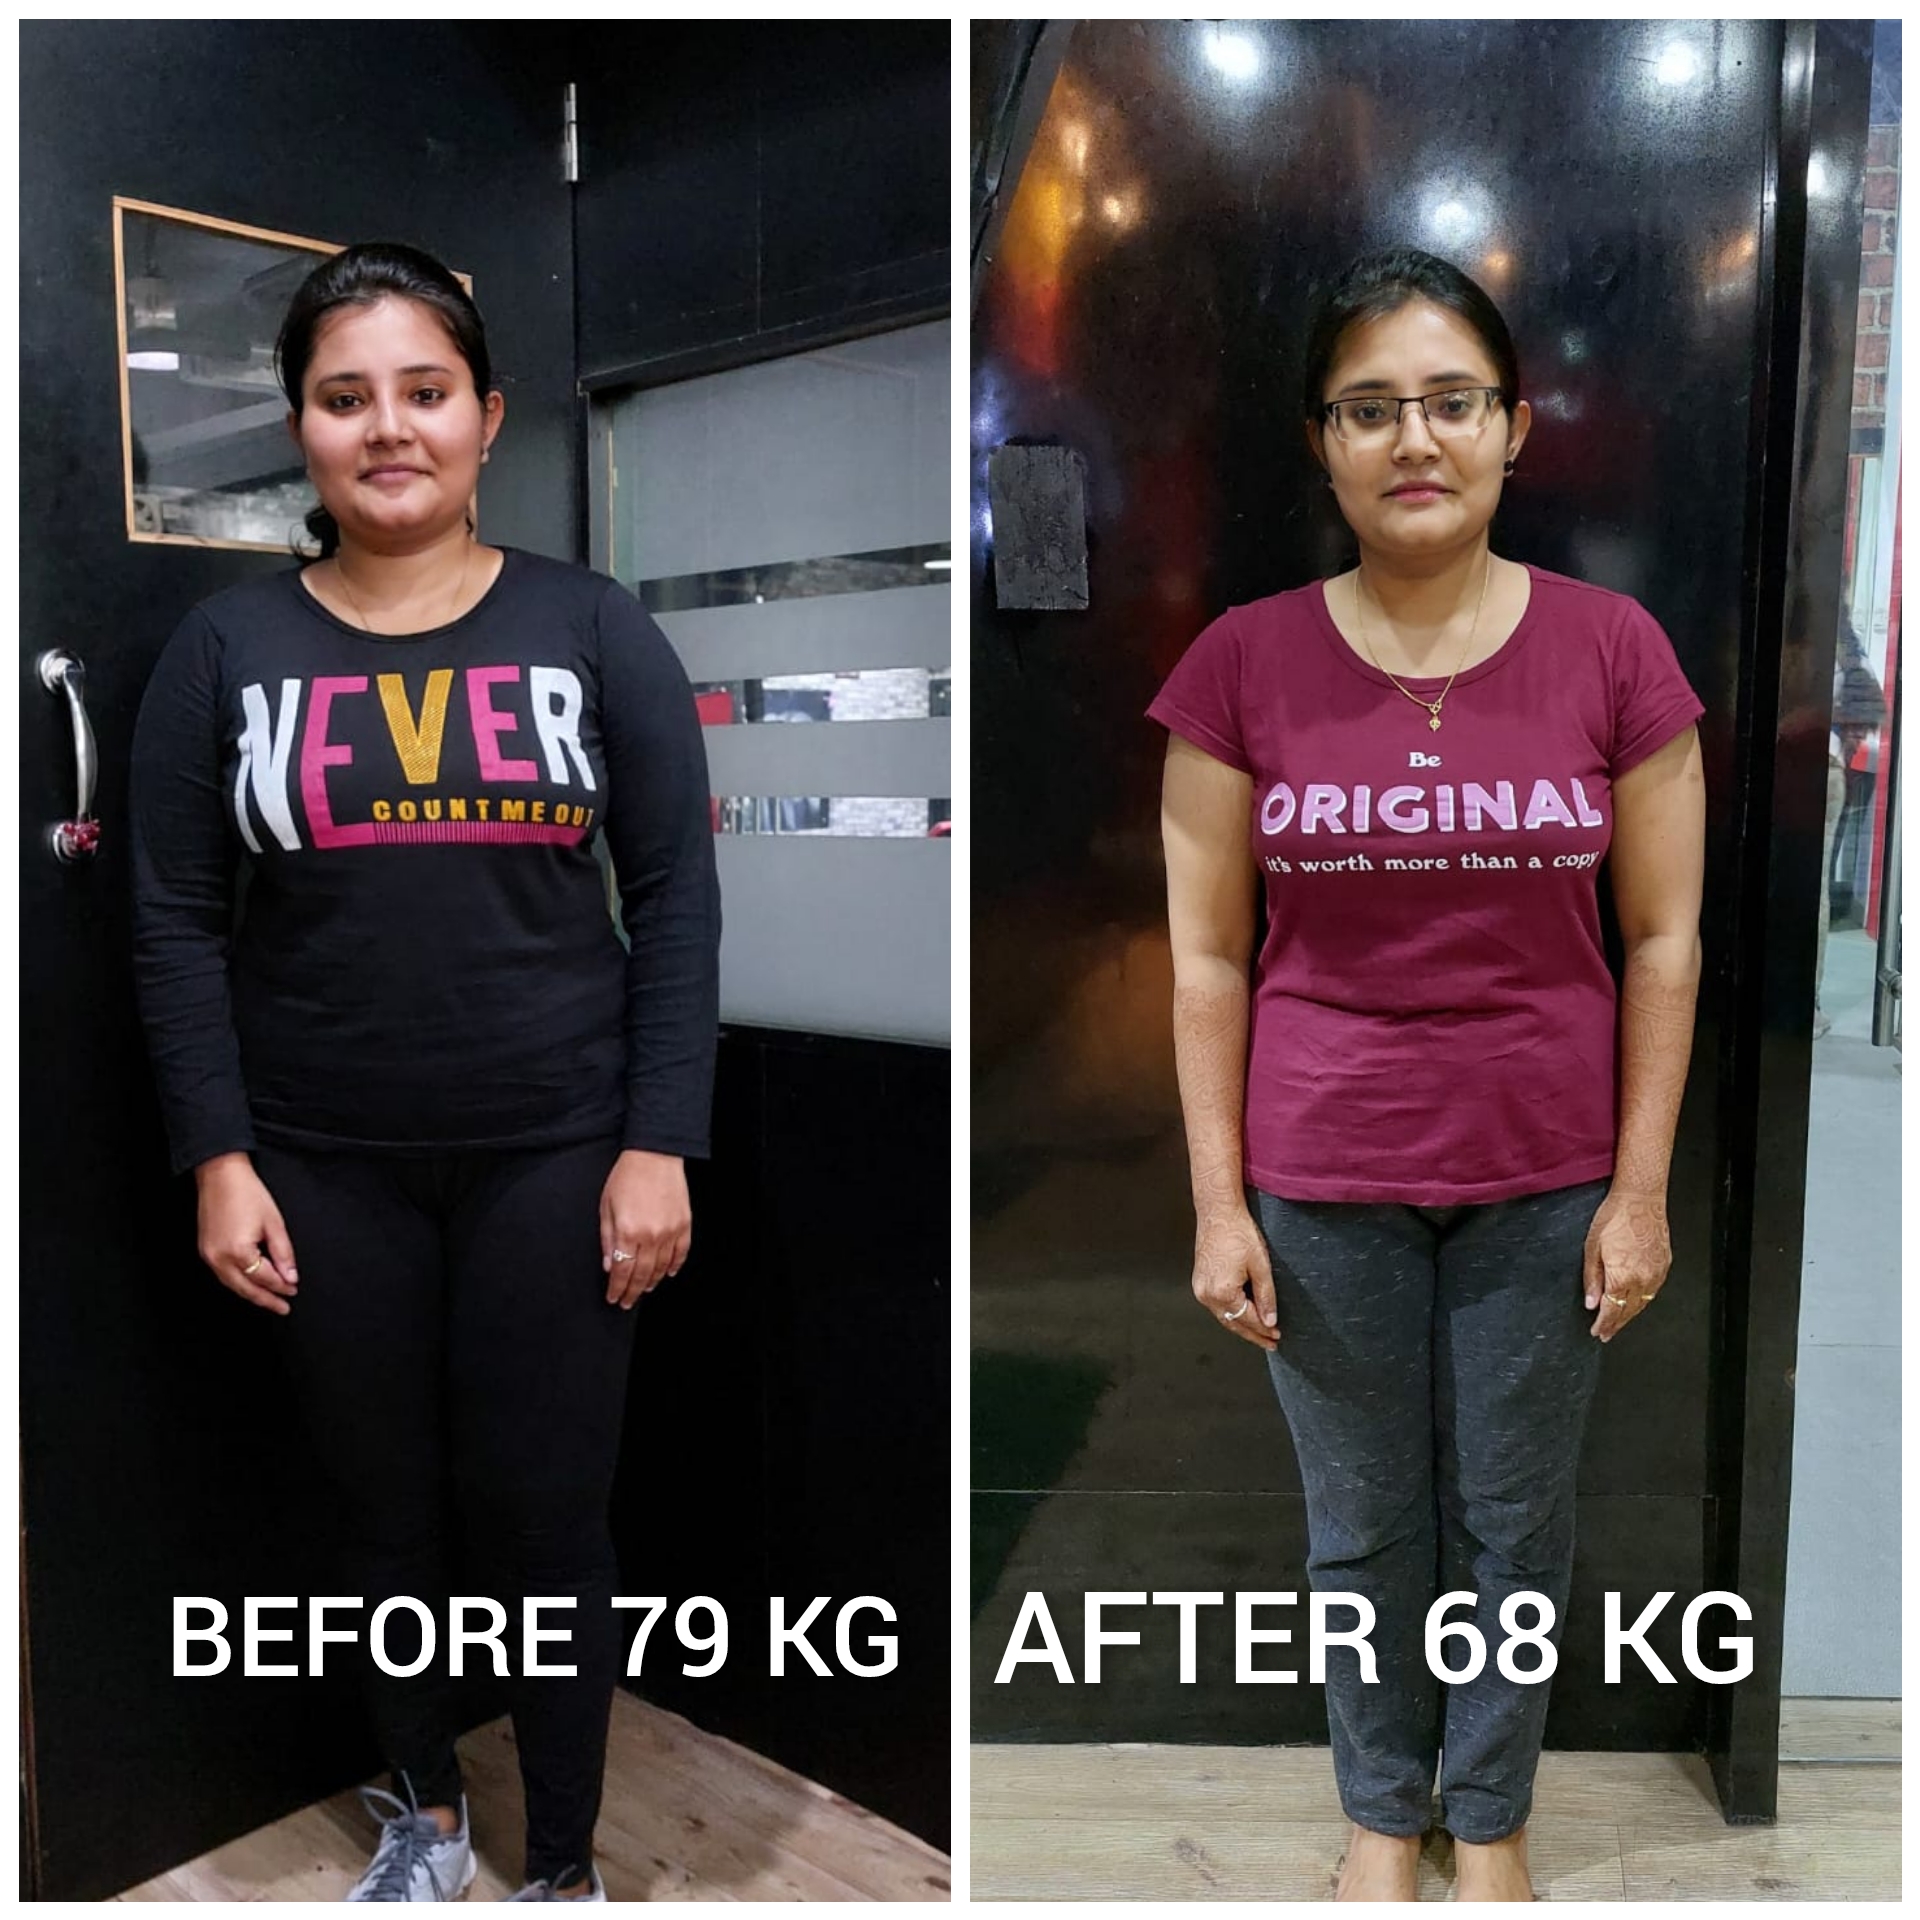 NEVER
COUNT ME OUT
BEFORE 79 KG
Be
ORIGINAL
it's worth more than a copy
AFTER 68 KG